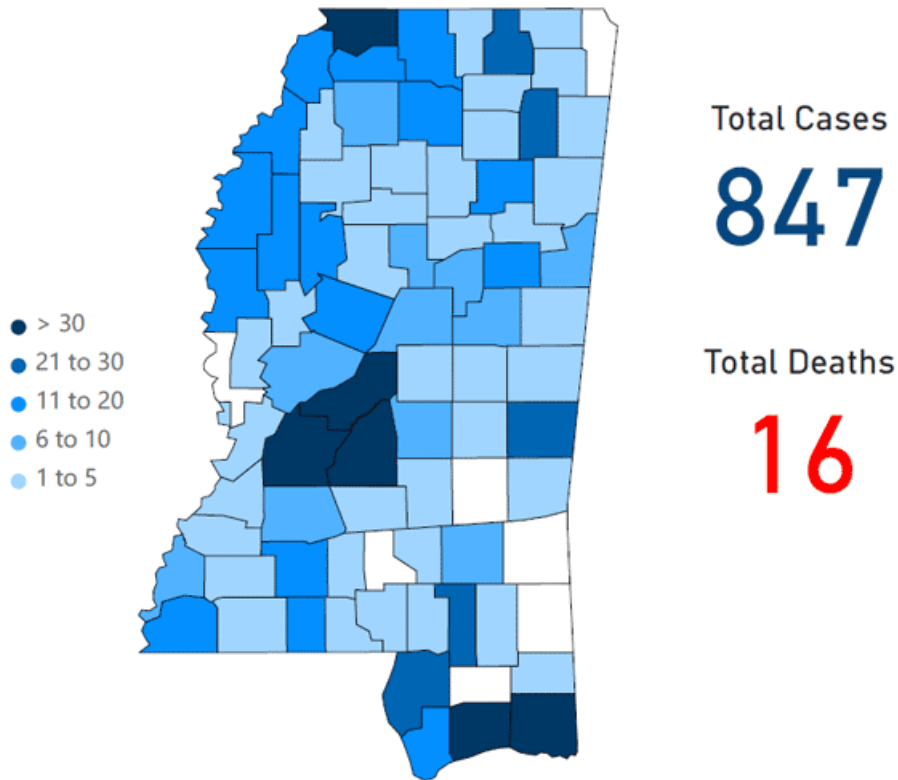 > 30
21 to 30
11 to 20
6 to 10
1 to 5
Total Cases
847
Total Deaths
16